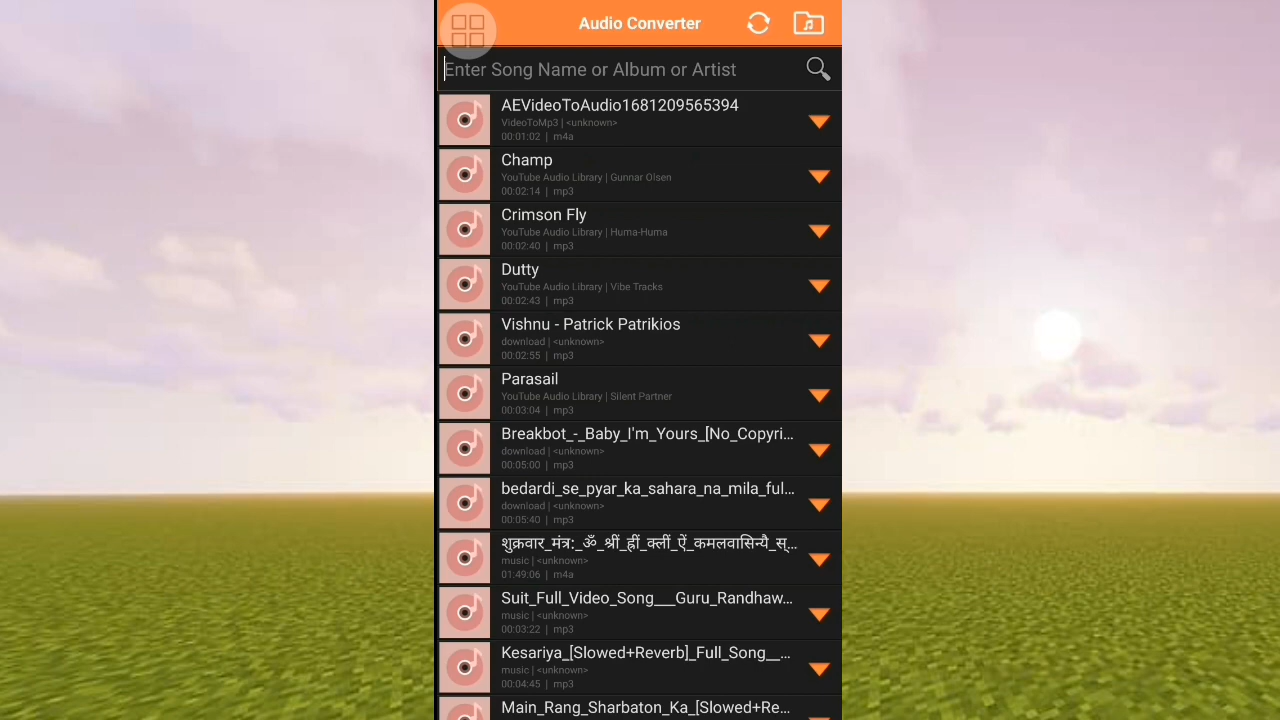 Audio Converter
Enter Song Name or Album or Artist
AEVideoToAudio1681209565394
VideoToMp3 | <unknown>
00:01:02 | m4a
Champ
YouTube Audio Library | Gunnar Olsen
00:02:14 | mp3
Crimson Fly
YouTube Audio Library | Huma-Huma
00:02:40 | mp3
Dutty
YouTube Audio Library | Vibe Tracks
00:02:43 | mp3
Vishnu - Patrick Patrikios
download | <unknown>
00:02:55 | mp3
Parasail
YouTube Audio Library | Silent Partner
00:03:04 | mp3
Breakbot_-_Baby_I'm_Yours_[No_Copyri...
download | <unknown>
00:05:00 | mp3
bedardi_se_pyar_ka_sahara_na_mila_ful...
download | <unknown>
00:05:40 | mp3
शुक्रवार_मंत्र:_ॐ_श्रीं_ह्रीं_क्लीं_ऐं_कमलवासिन्यै_स्...
music | <unknown>
01:49:06 | m4a
Suit_Full_Video_Song___Guru_Randhaw...
music | <unknown>
00:03:22 | mp3
Kesariya_[Slowed+Reverb]_Full_Song__...
music | <unknown>
00:04:45 | mp3
Main_Rang_Sharbaton_Ka_[Slowed+Re...